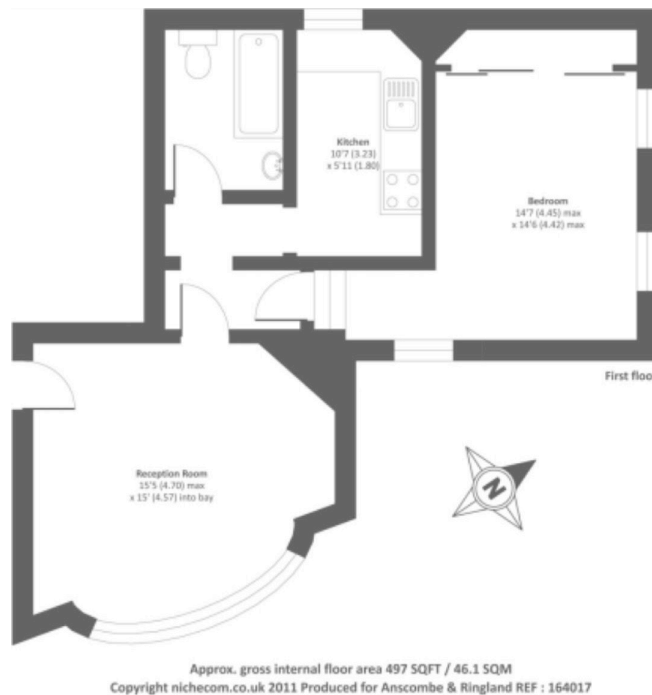 Kitchen
10'7 (3.23)
x 5'11 (1.80)
Bedroom
14'7 (4.45) max
x 14'6 (4.42) max
First floo
Reception Room
15'5 (4.70) max
x 15' (4.57) into bay
N
Approx. gross internal floor area 497 SQFT / 46.1 SQM
Copyright nichecom.co.uk 2011 Produced for Anscombe & Ringland REF : 164017